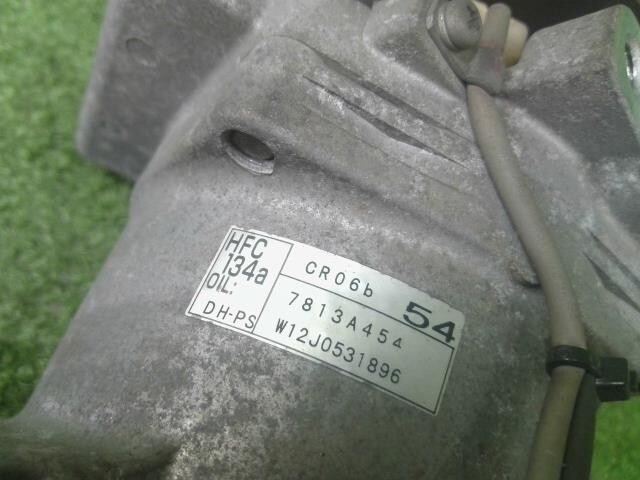 HFC
134a
OIL:
DH-PS
CR06b
54
7813A454
W12J0531896